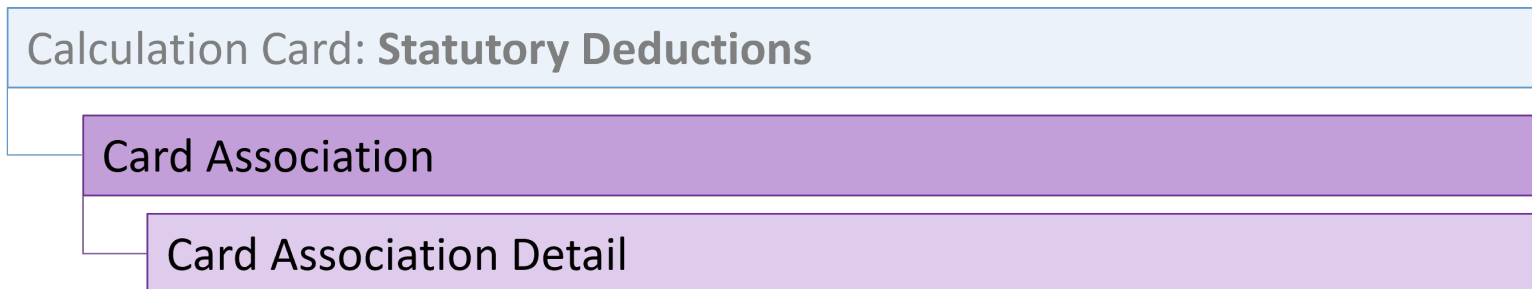 Calculation Card: Statutory Deductions
Card Association
Card Association Detail